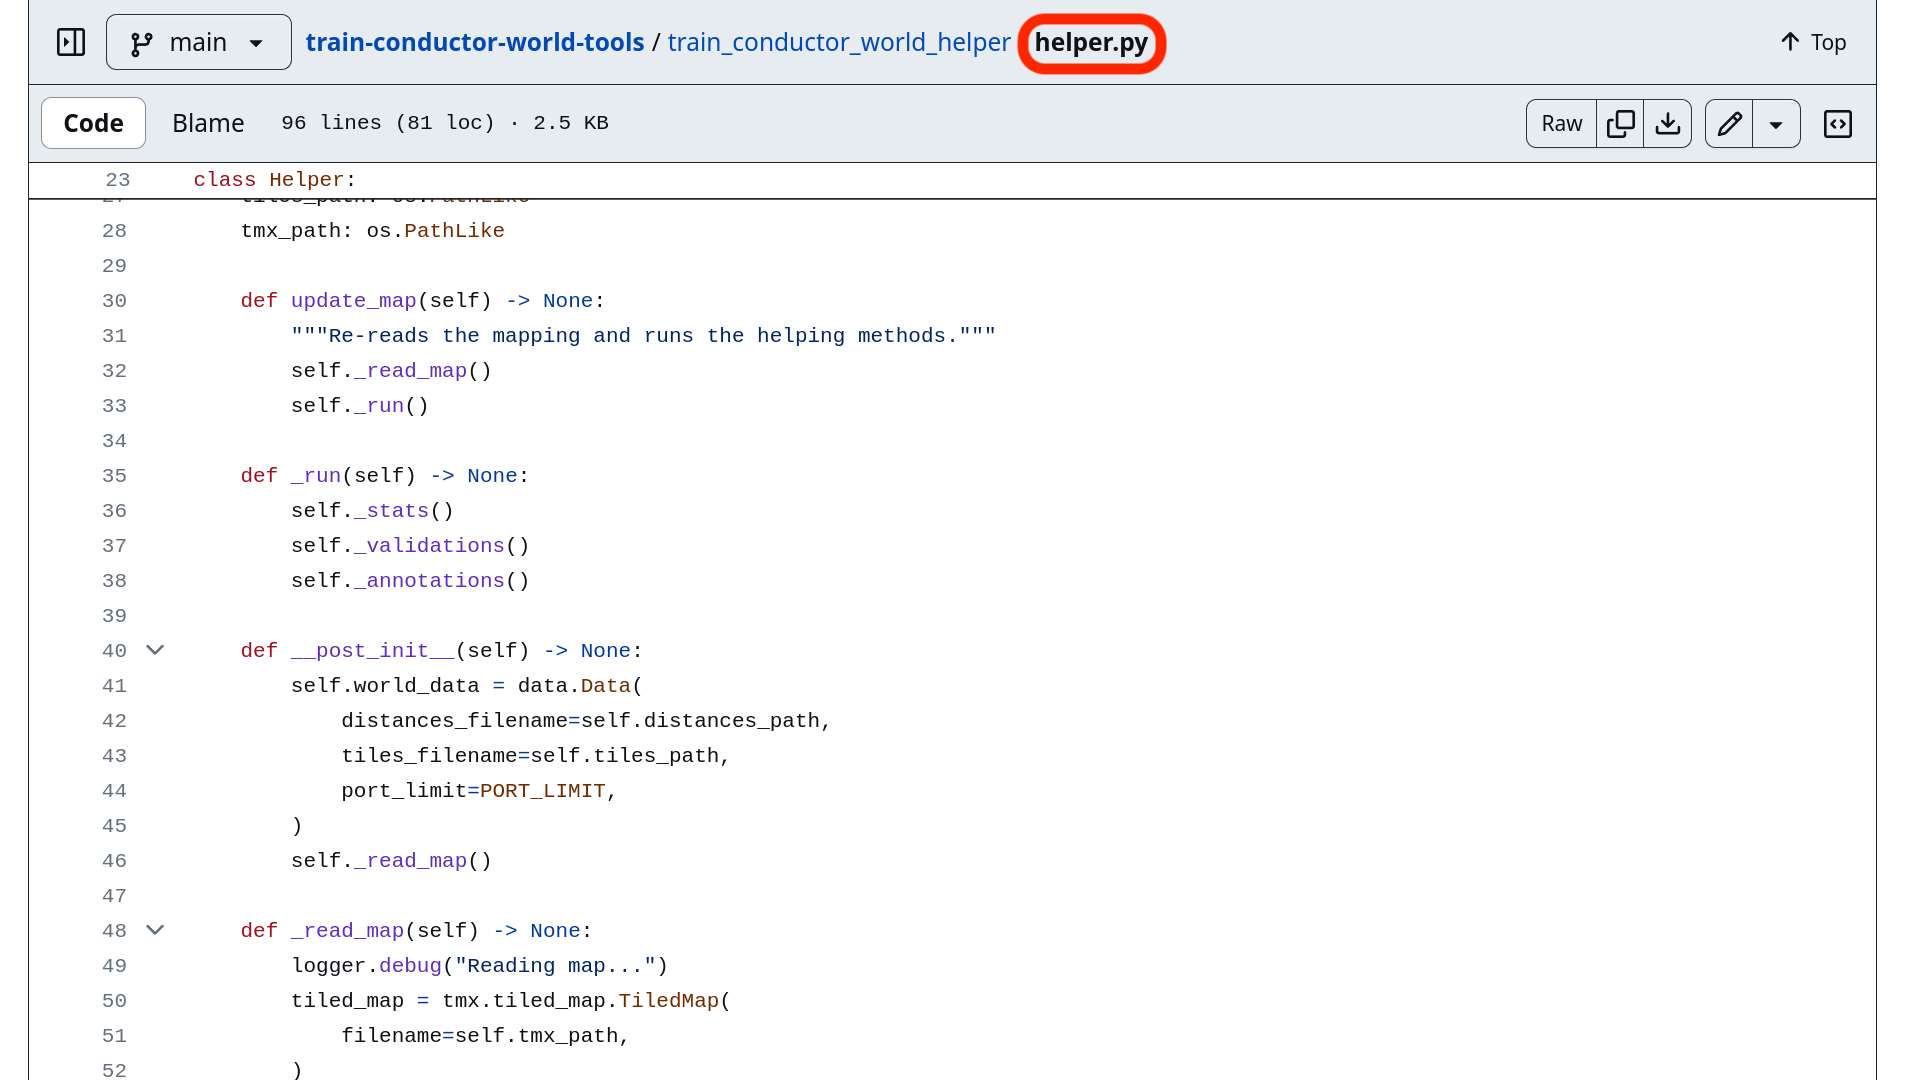 main train-conductor-world-tools / train_conductor_world_helper helper.py Top
Code Blame 96 lines (81 loc) · 2.5 KB Raw
23 class Helper:
27 tiles_path: os.PathLike
28 tmx_path: os.PathLike
29
30 def update_map(self) -> None:
31 """Re-reads the mapping and runs the helping methods."""
32 self._read_map()
33 self._run()
34
35 def _run(self) -> None:
36 self._stats()
37 self._validations()
38 self._annotations()
39
40 def __post_init__(self) -> None:
41 self.world_data = data.Data(
42 distances_filename=self.distances_path,
43 tiles_filename=self.tiles_path,
44 port_limit=PORT_LIMIT,
45 )
46 self._read_map()
47
48 def _read_map(self) -> None:
49 logger.debug("Reading map...")
50 tiled_map = tmx.tiled_map.TiledMap(
51 filename=self.tmx_path,
52 )